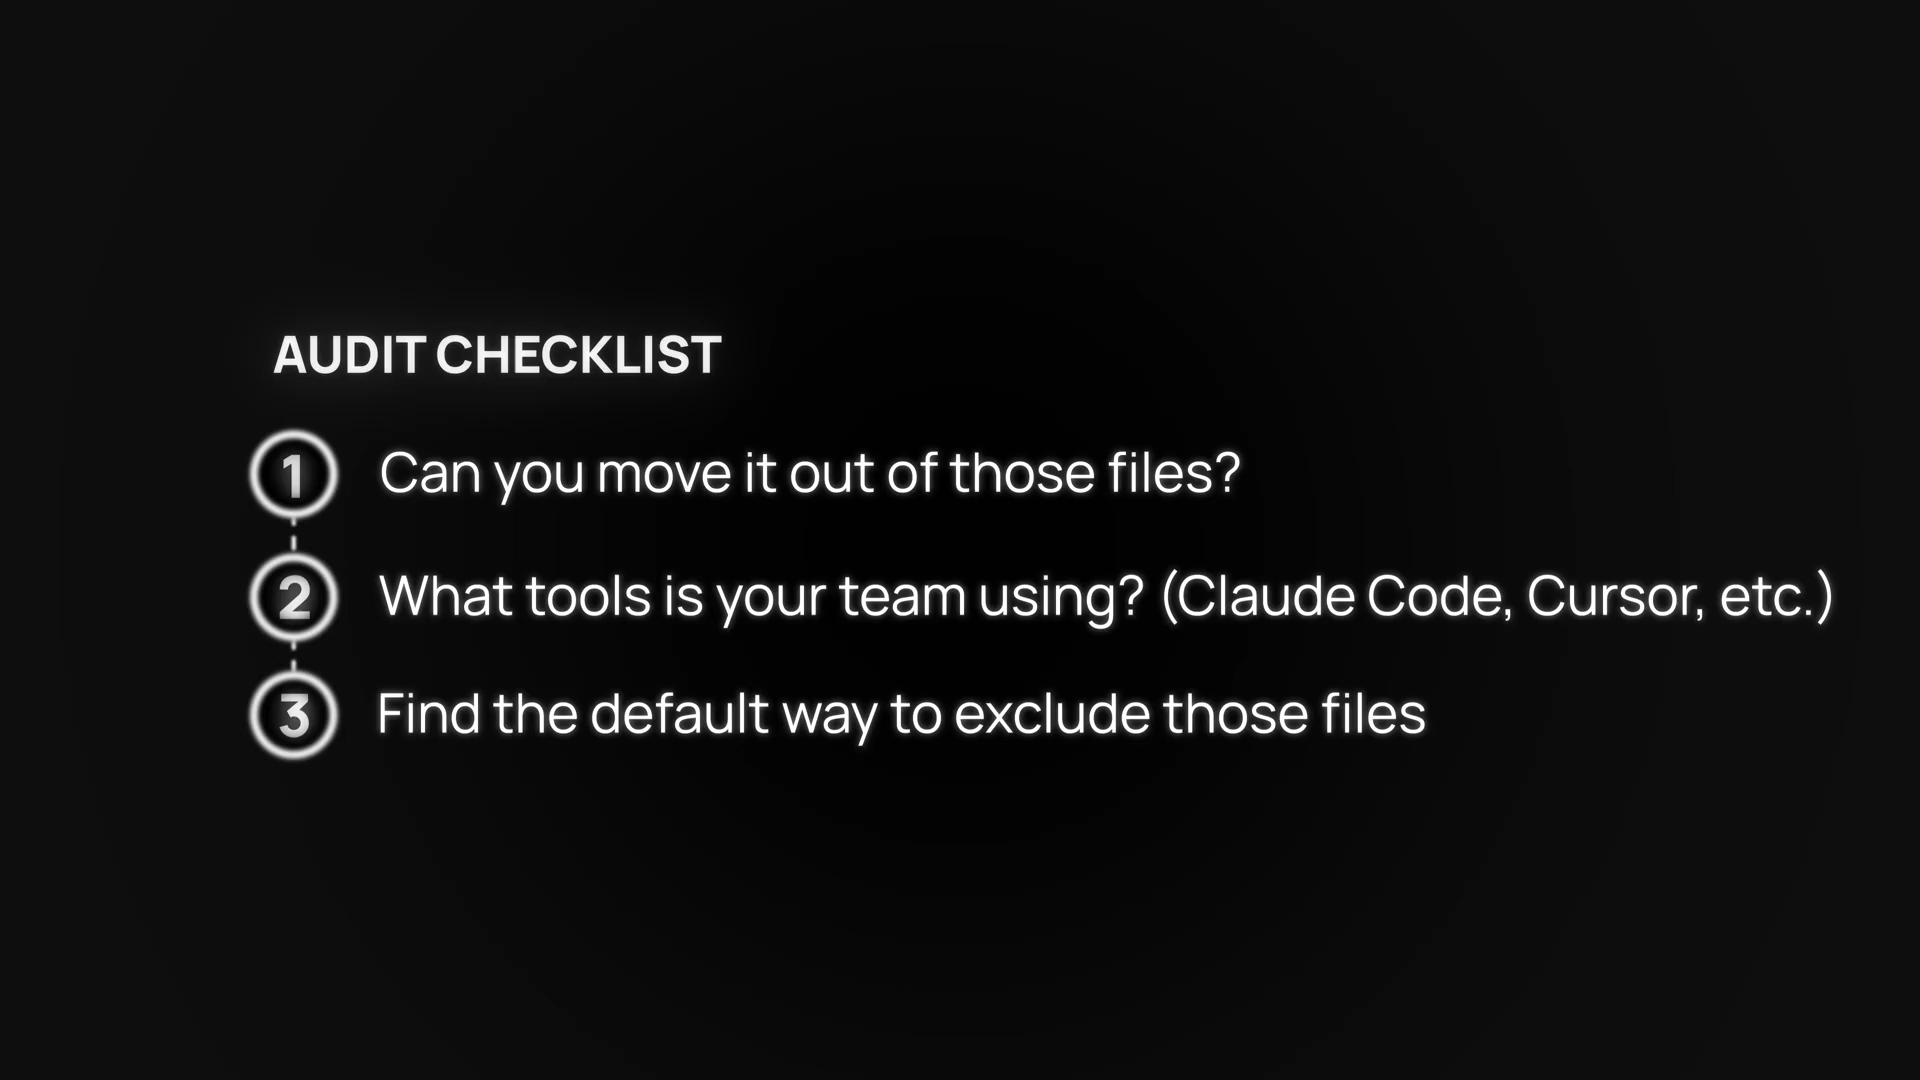 AUDIT CHECKLIST
1 Can you move it out of those files?
2 What tools is your team using? (Claude Code, Cursor, etc.)
3 Find the default way to exclude those files